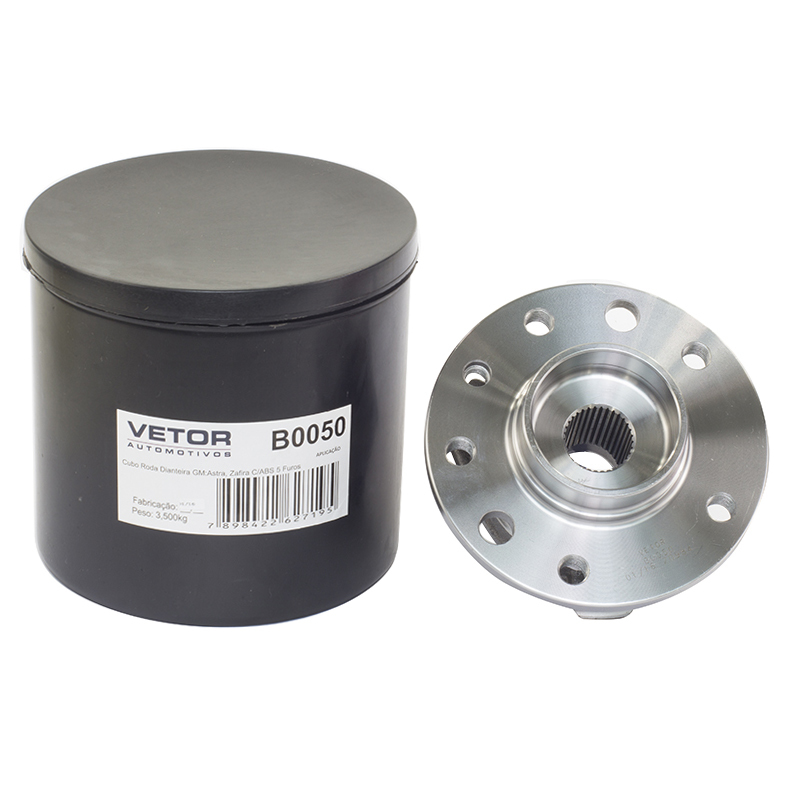 VETOR
AUTOMOTIVOS
B0050
APLICAÇÃO
Cubo Roda Dianteira GM:Astra, Zafira C/ABS 5 Furos
Fabricação:
Peso: 3,500kg
7 898422 627195